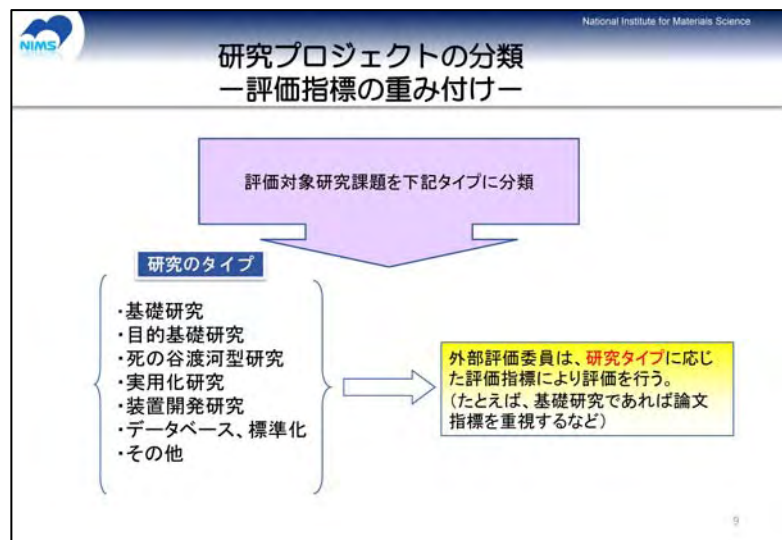 National Institute for Materials Science
NIMS
研究プロジェクトの分類
ー評価指標の重み付けー
評価対象研究課題を下記タイプに分類
研究のタイプ
・基礎研究
・目的基礎研究
・死の谷渡河型研究
・実用化研究
・装置開発研究
・データベース、標準化
・その他
外部評価委員は、研究タイプに応じ
た評価指標により評価を行う。
(たとえば、基礎研究であれば論文
指標を重視するなど)
9